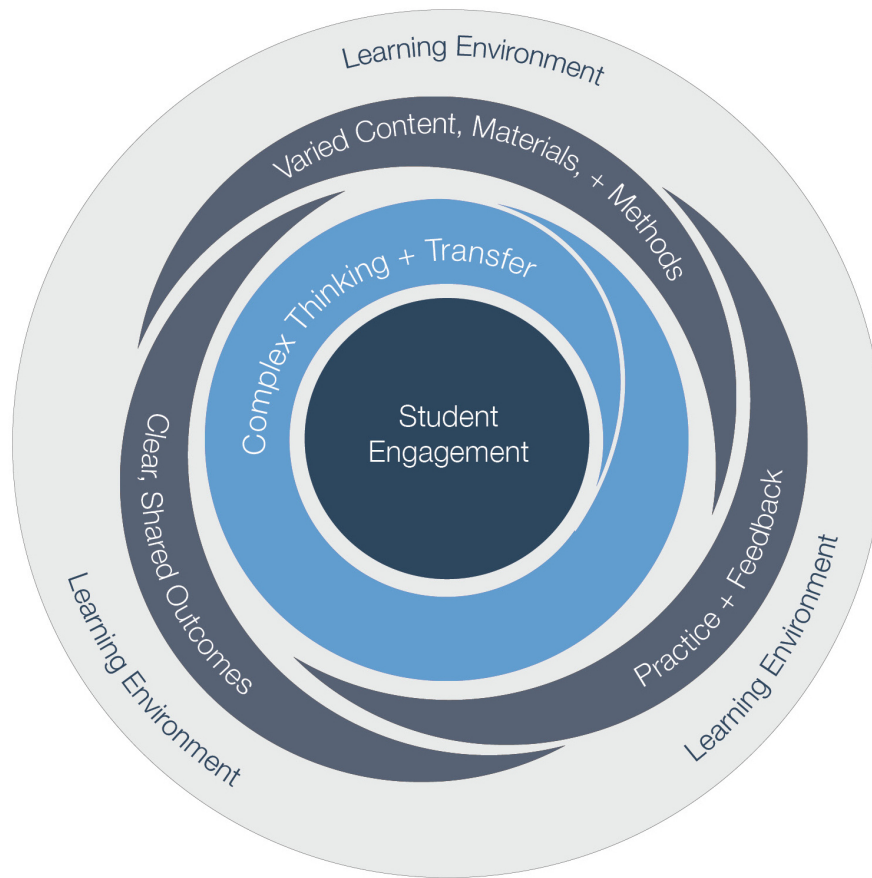 Learning Environment
Varied Content, Materials, + Methods
Complex Thinking + Transfer
Student
Engagement
Clear, Shared Outcomes
Practice + Feedback
Learning Environment
Learning Environment